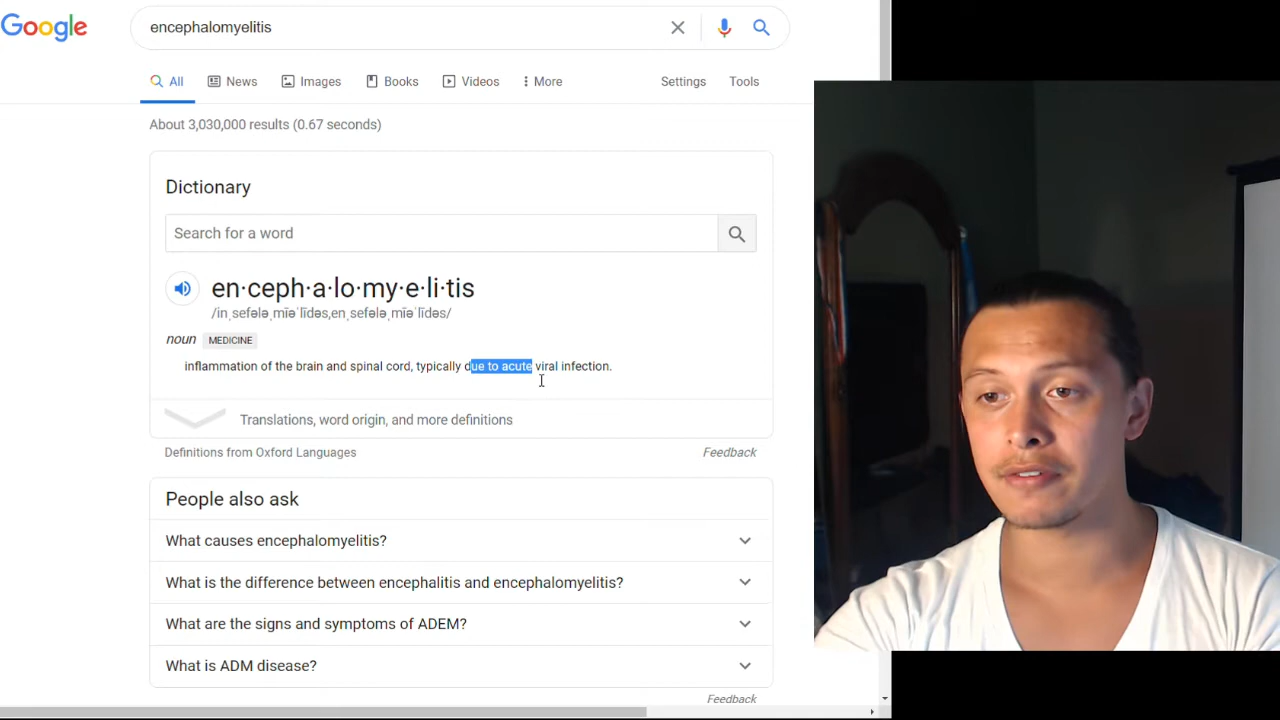 Google
encephalomyelitis
All News Images Books Videos More Settings Tools
About 3,030,000 results (0.67 seconds)
Dictionary
Search for a word
en·ceph·a·lo·my·e·li·tis
/inˌsefələˌmīəˈlīdəs,enˌsefələˌmīəˈlīdəs/
noun MEDICINE
inflammation of the brain and spinal cord, typically due to acute viral infection.
Translations, word origin, and more definitions
Definitions from Oxford Languages Feedback
People also ask
What causes encephalomyelitis?
What is the difference between encephalitis and encephalomyelitis?
What are the signs and symptoms of ADEM?
What is ADM disease?
Feedback